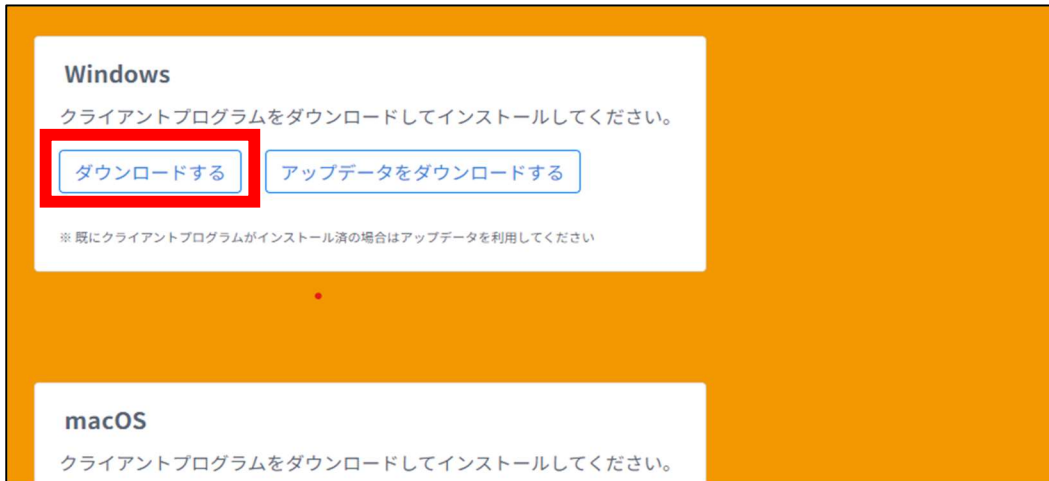 Windows
クライアントプログラムをダウンロードしてインストールしてください。
ダウンロードする
アップデータをダウンロードする
※ 既にクライアントプログラムがインストール済の場合はアップデータを利用してください
macOS
クライアントプログラムをダウンロードしてインストールしてください。